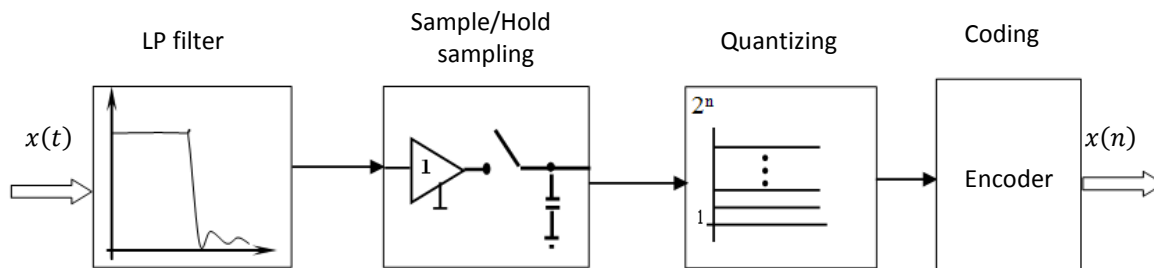 LP filter
Sample/Hold
sampling
Quantizing
Coding
x(t)
1
2ⁿ
1
Encoder
x(n)